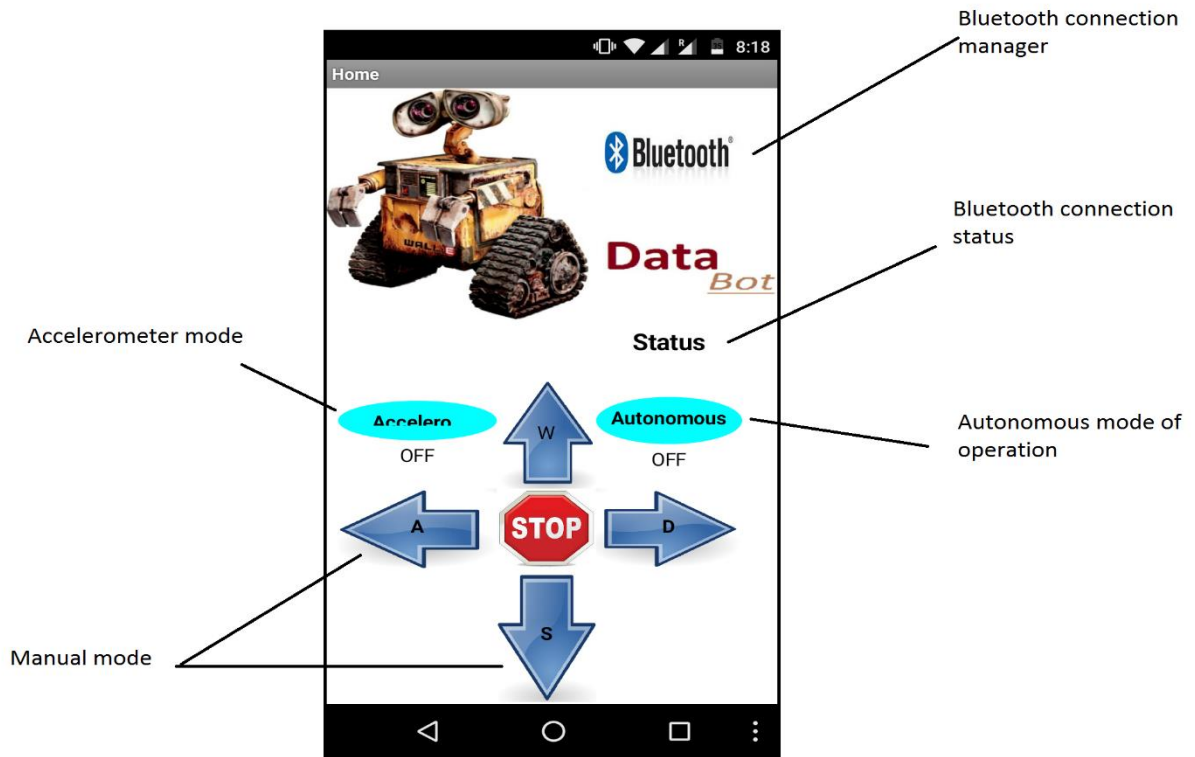 Bluetooth connection
manager
8:18
R
Home
Bluetooth®
WALL·E
Bluetooth connection
status
Data
Bot
Status
Accelerometer mode
Accelero
W
Autonomous
OFF
OFF
Autonomous mode of
operation
A
STOP
D
S
Manual mode